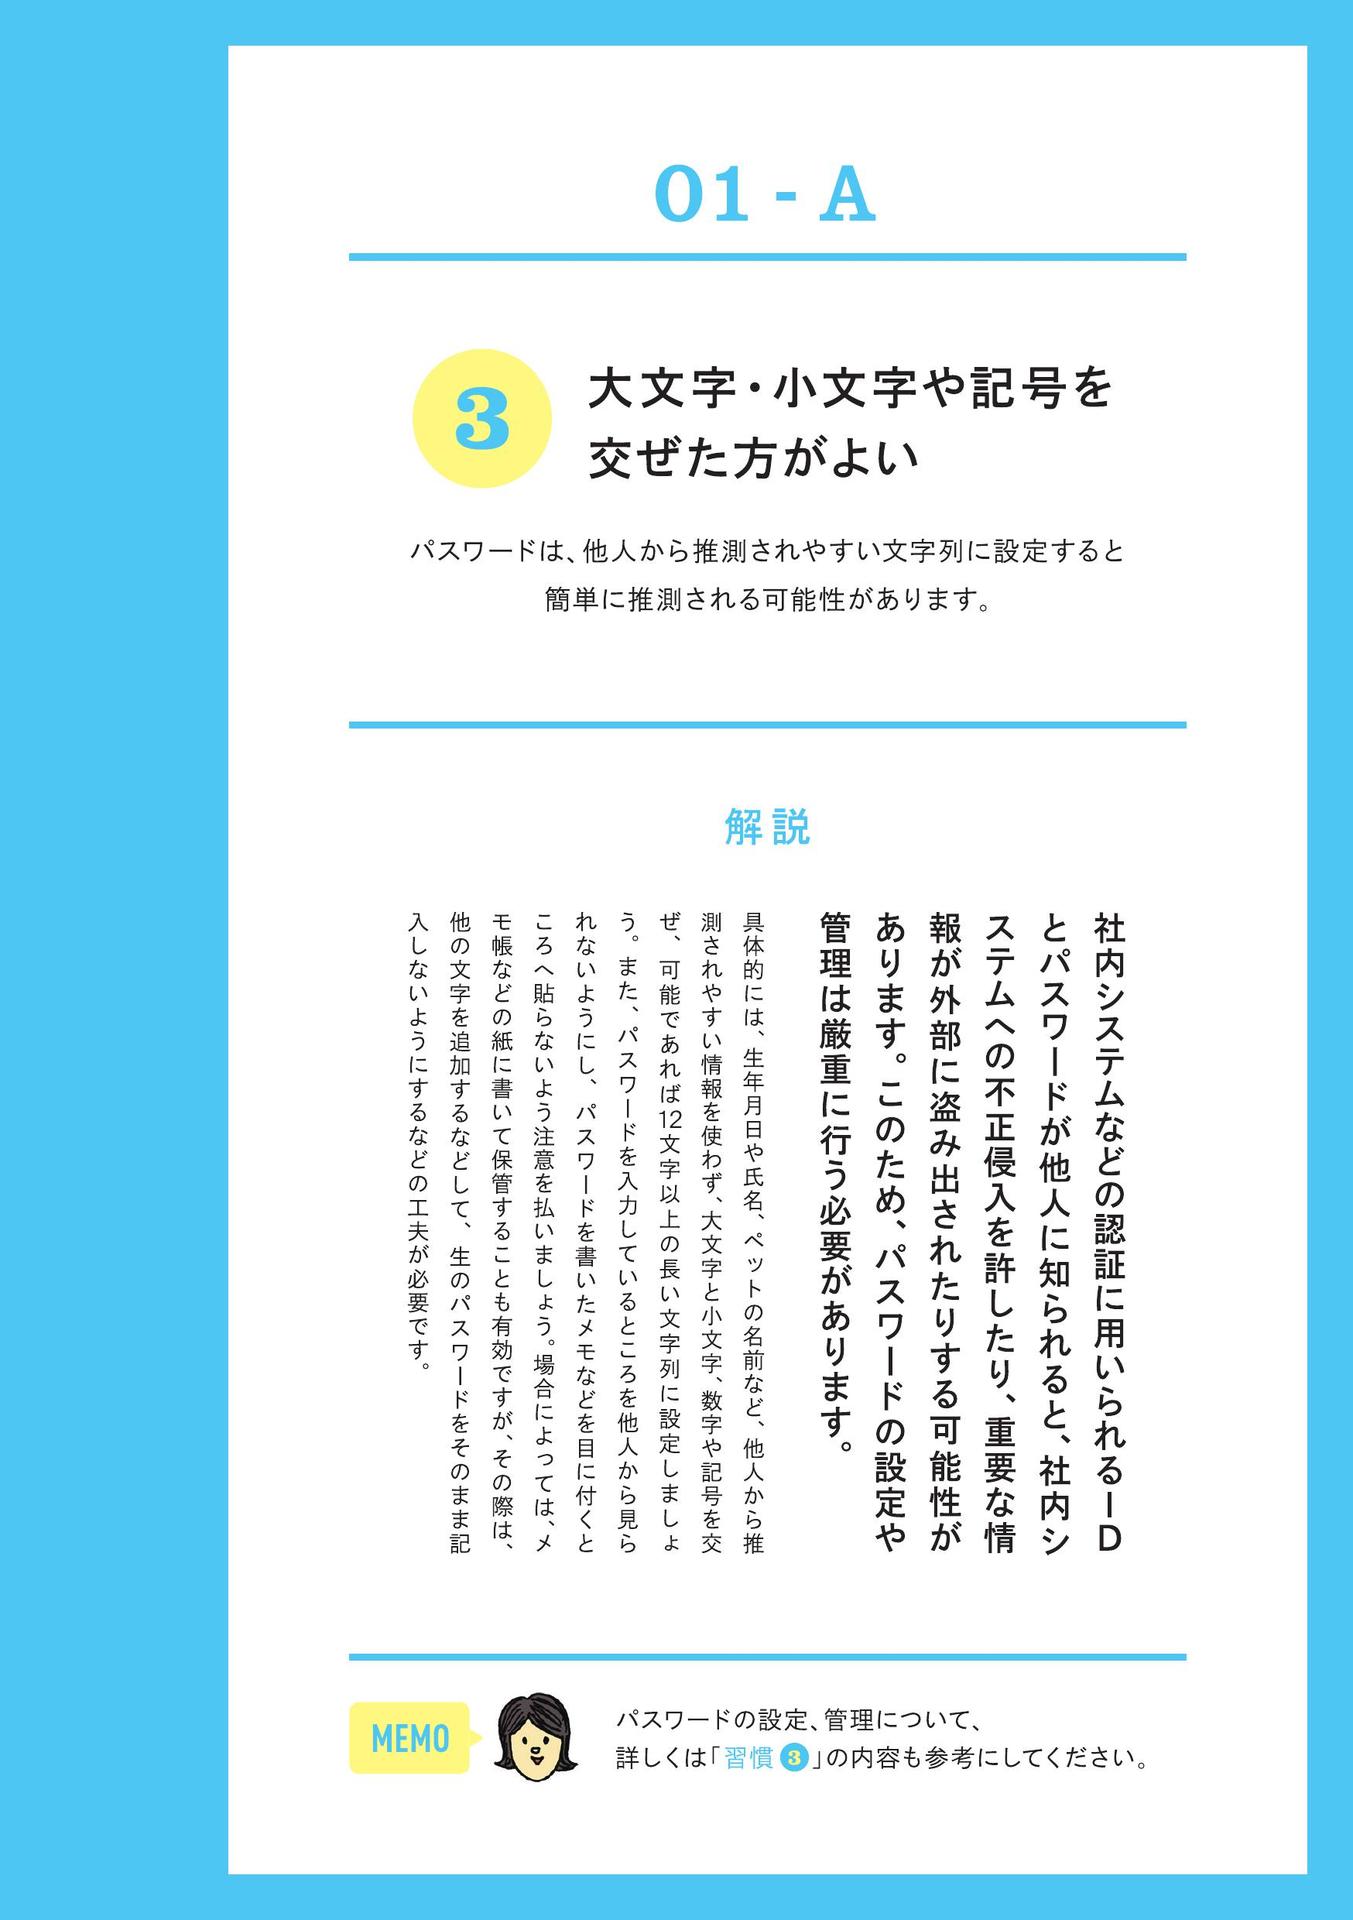 01 - A
3
大文字・小文字や記号を
交ぜた方がよい
パスワードは、他人から推測されやすい文字列に設定すると
簡単に推測される可能性があります。
解説
社内システムなどの認証に用いられるID
とパスワードが他人に知られると、社内シ
ステムへの不正侵入を許したり、重要な情
報が外部に盗み出されたりする可能性が
あります。このため、パスワードの設定や
管理は厳重に行う必要があります。
具体的には、生年月日や氏名、ペットの名前など、他人から推
測されやすい情報を使わず、大文字と小文字、数字や記号を交
ぜ、可能であれば12文字以上の長い文字列に設定しましょ
う。また、パスワードを入力しているところを他人から見ら
れないようにし、パスワードを書いたメモなどを目に付くと
ころへ貼らないよう注意を払いましょう。場合によっては、メ
モ帳などの紙に書いて保管することも有効ですが、その際は、
他の文字を追加するなどして、生のパスワードをそのまま記
入しないようにするなどの工夫が必要です。
MEMO
パスワードの設定、管理について、
詳しくは「習慣 3」の内容も参考にしてください。